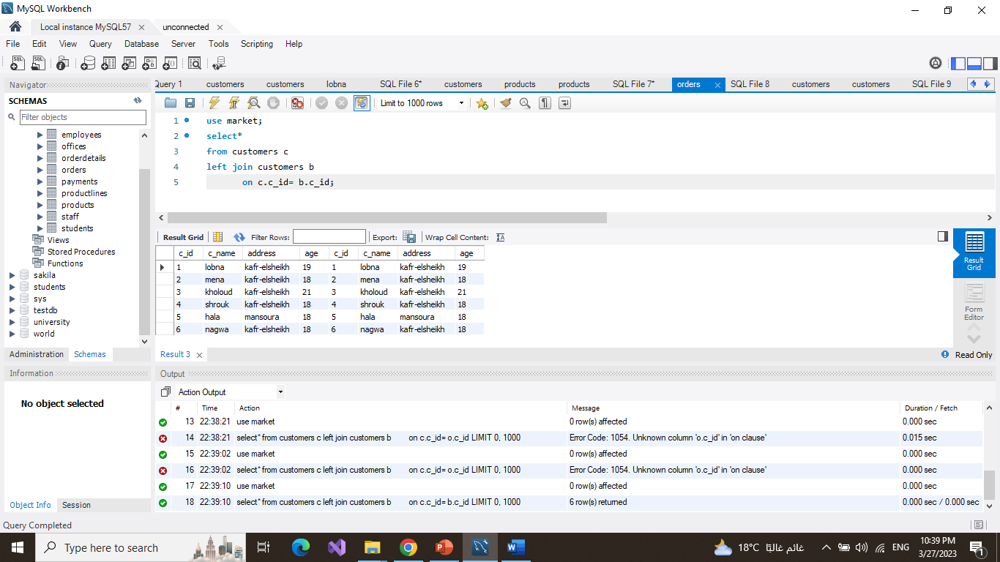 MySQL Workbench
Local instance MySQL57
unconnected
File Edit View Query Database Server Tools Scripting Help
Navigator
SCHEMAS
Filter objects
employees
offices
orderdetails
orders
payments
productlines
products
staff
students
Views
Stored Procedures
Functions
sakila
students
sys
testdb
university
world
Administration Schemas
Information
No object selected
Object Info Session
Query 1 customers customers lobna SQL File 6* customers products products SQL File 7* orders SQL File 8 customers customers SQL File 9
Limit to 1000 rows
1 use market;
2 select*
3 from customers c
4 left join customers b
5 on c.c_id= b.c_id;
Result Grid Filter Rows: Export: Wrap Cell Content:
c_id c_name address age c_id c_name address age
1 lobna kafr-elsheikh 19 1 lobna kafr-elsheikh 19
2 mena kafr-elsheikh 18 2 mena kafr-elsheikh 18
3 kholoud kafr-elsheikh 21 3 kholoud kafr-elsheikh 21
4 shrouk kafr-elsheikh 18 4 shrouk kafr-elsheikh 18
5 hala mansoura 18 5 hala mansoura 18
6 nagwa kafr-elsheikh 18 6 nagwa kafr-elsheikh 18
Result
Grid
Form
Editor
Result 3
Read Only
Output
Action Output
# Time Action Message Duration / Fetch
13 22:38:21 use market 0 row(s) affected 0.000 sec
14 22:38:21 select* from customers c left join customers b on c.c_id= o.c_id LIMIT 0, 1000 Error Code: 1054. Unknown column 'o.c_id' in 'on clause' 0.015 sec
15 22:39:02 use market 0 row(s) affected 0.000 sec
16 22:39:02 select* from customers c left join customers b on c.c_id= o.c_id LIMIT 0, 1000 Error Code: 1054. Unknown column 'o.c_id' in 'on clause' 0.000 sec
17 22:39:10 use market 0 row(s) affected 0.000 sec
18 22:39:10 select* from customers c left join customers b on c.c_id= b.c_id LIMIT 0, 1000 6 row(s) returned 0.000 sec / 0.000 sec
Query Completed
Type here to search
18°C غائم غالبًا
ENG
10:39 PM
3/27/2023
1